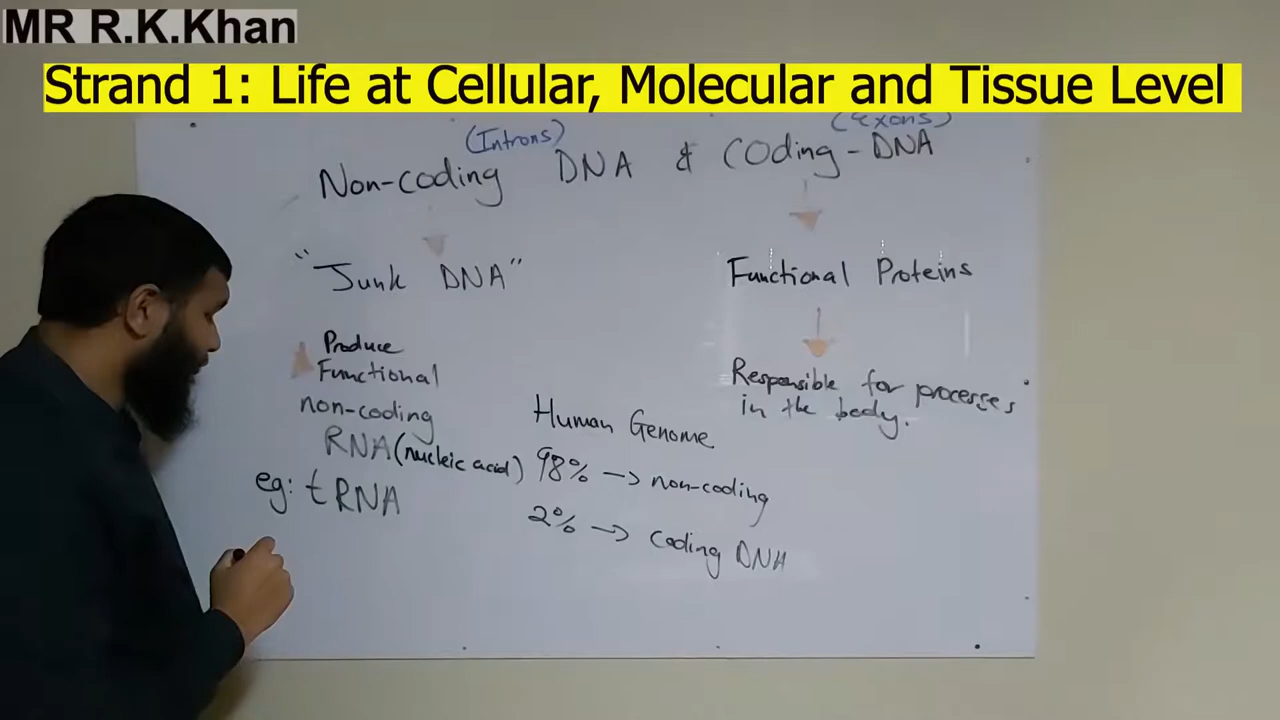 MR R.K.Khan
Strand 1: Life at Cellular, Molecular and Tissue Level
(Introns) (Exons)
Non-coding DNA & Coding-DNA
"Junk DNA"
Produce
Functional
non-coding
RNA (nucleic acid)
eg: tRNA
Human Genome
98% → non-coding
2% → coding DNA
Functional Proteins
Responsible for processes
in the body.